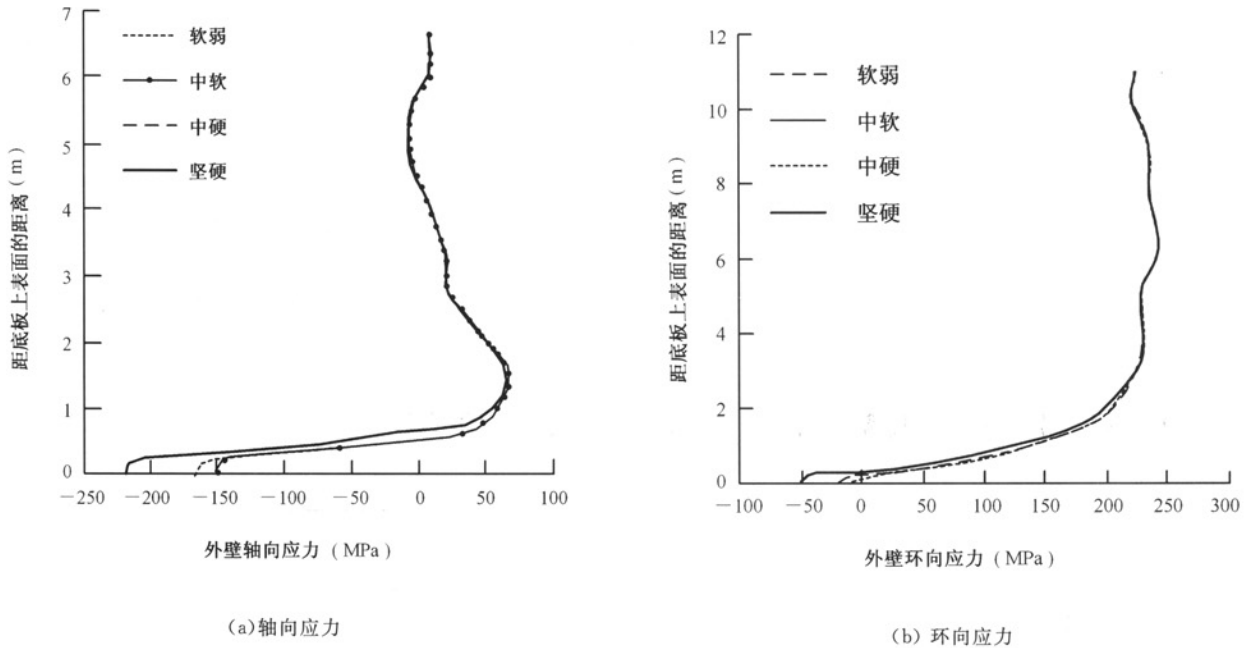 7
6
5
4
3
2
1
0
距底板上表面的距离(m)
软弱
中软
中硬
坚硬
-250 -200 -150 -100 -50 0 50 100
外壁轴向应力(MPa)
(a)轴向应力
12
10
8
6
4
2
0
距底板上表面的距离(m)
软弱
中软
中硬
坚硬
-100 -50 0 50 100 150 200 250 300
外壁环向应力(MPa)
(b) 环向应力